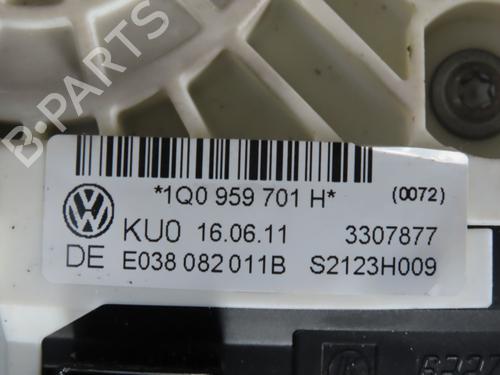 *1Q0 959 701 H* (0072)
KU0 16.06.11 3307877
DE E038 082 011B S2123H009
B-PARTS